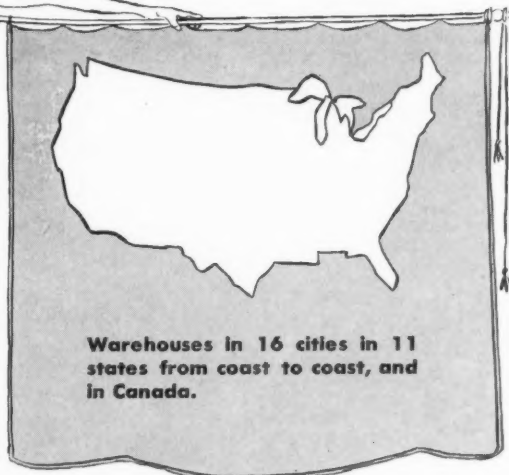 Warehouses in 16 cities in 11
states from coast to coast, and
in Canada.